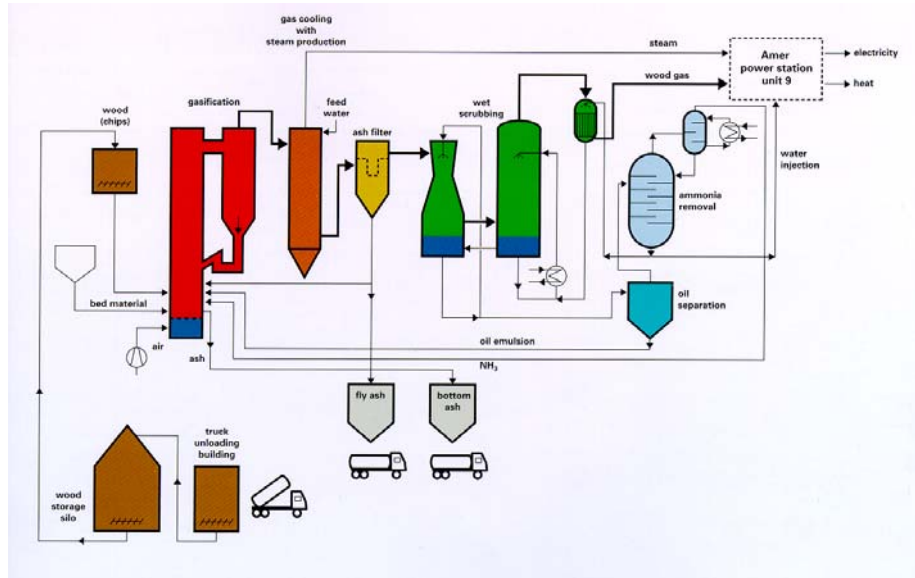 gas cooling
with
steam production
steam
Amer
power station
unit 9
electricity
heat
wood gas
wood
(chips)
gasification
feed
water
ash filter
wet
scrubbing
water
injection
ammonia
removal
bed material
oil
separation
air
ash
oil emulsion
NH₃
fly ash
bottom
ash
truck
unloading
building
wood
storage
silo